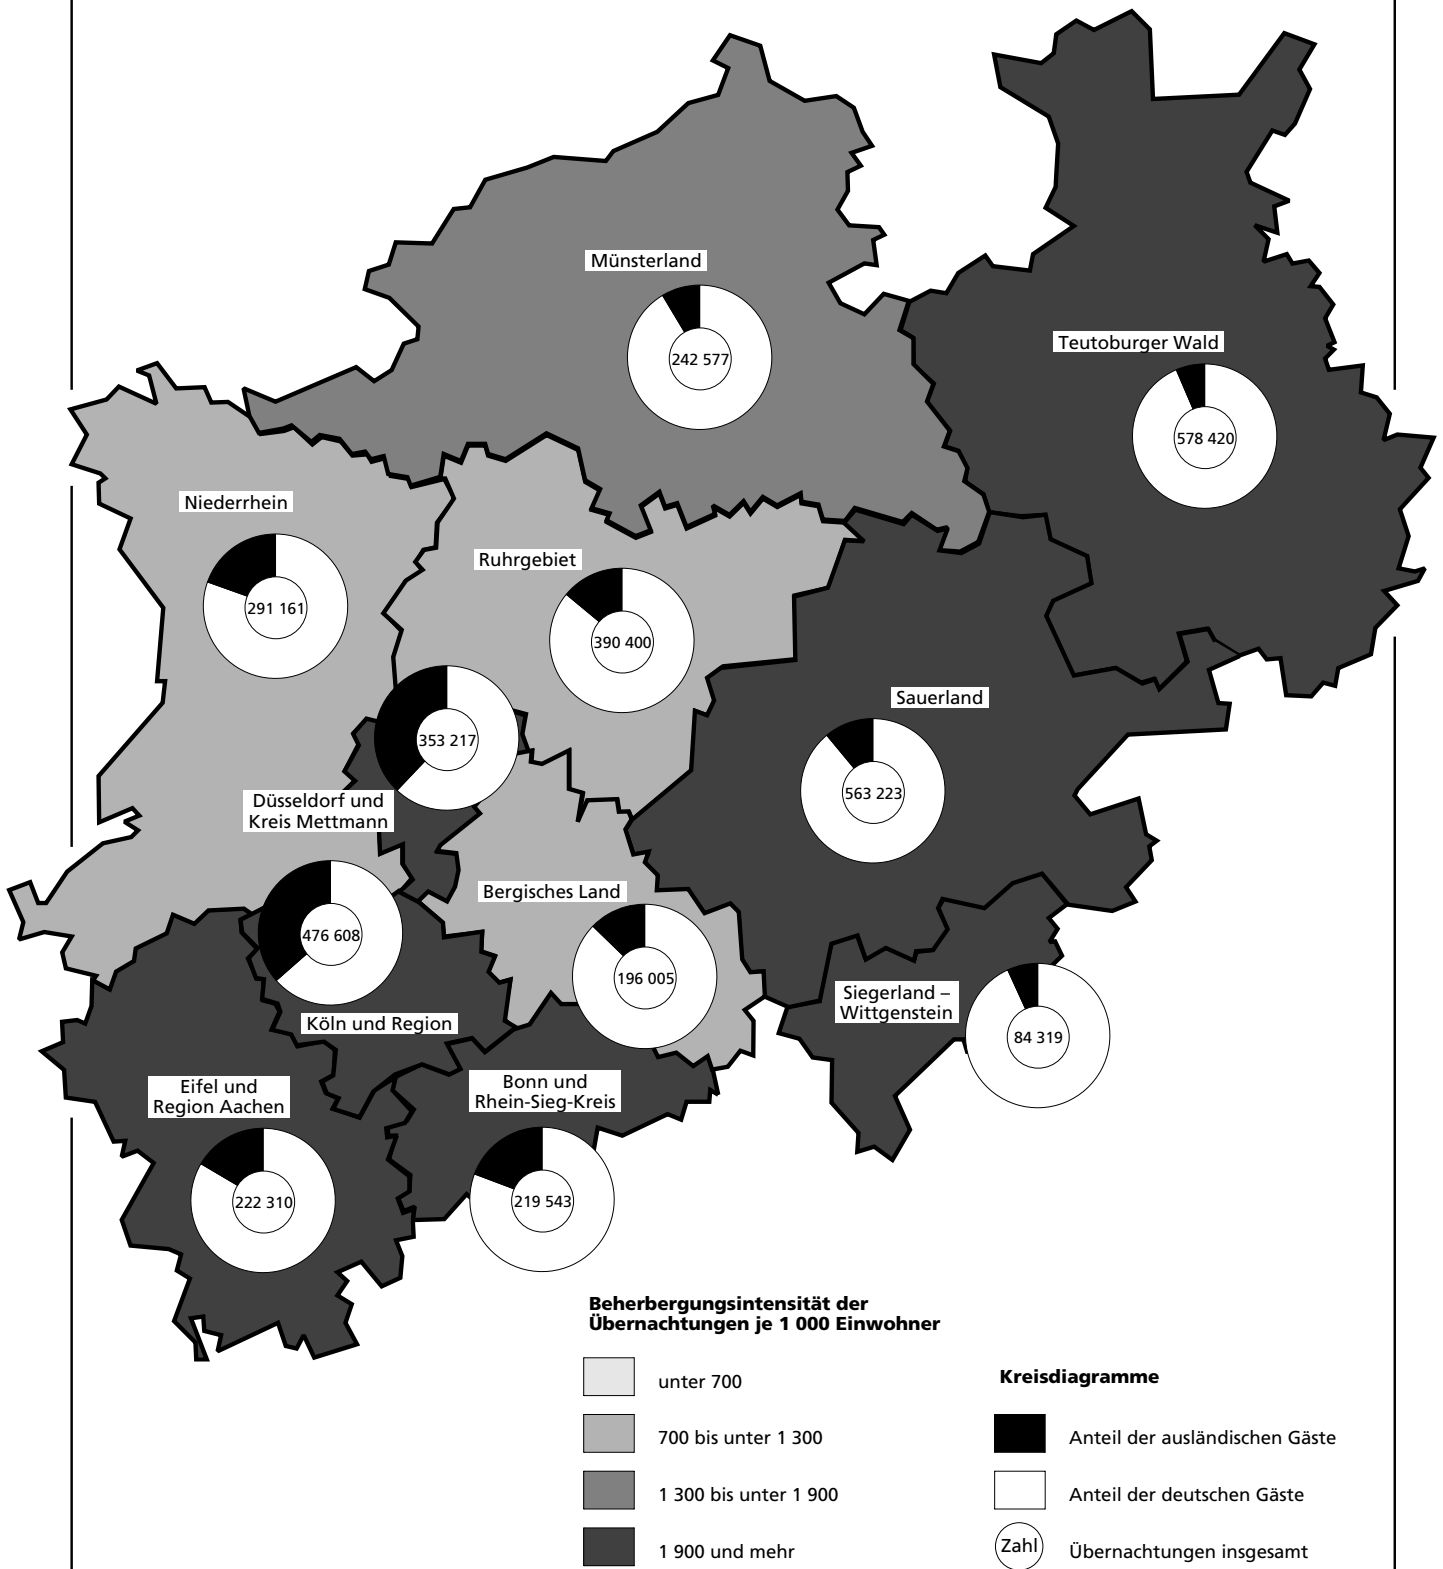 Münsterland
242 577
Teutoburger Wald
578 420
Niederrhein
291 161
Ruhrgebiet
390 400
353 217
Düsseldorf und
Kreis Mettmann
Sauerland
563 223
Bergisches Land
196 005
476 608
Köln und Region
Siegerland –
Wittgenstein
84 319
Eifel und
Region Aachen
222 310
Bonn und
Rhein-Sieg-Kreis
219 543
Beherbergungsintensität der
Übernachtungen je 1 000 Einwohner
unter 700
700 bis unter 1 300
1 300 bis unter 1 900
1 900 und mehr
Kreisdiagramme
Anteil der ausländischen Gäste
Anteil der deutschen Gäste
Zahl
Übernachtungen insgesamt